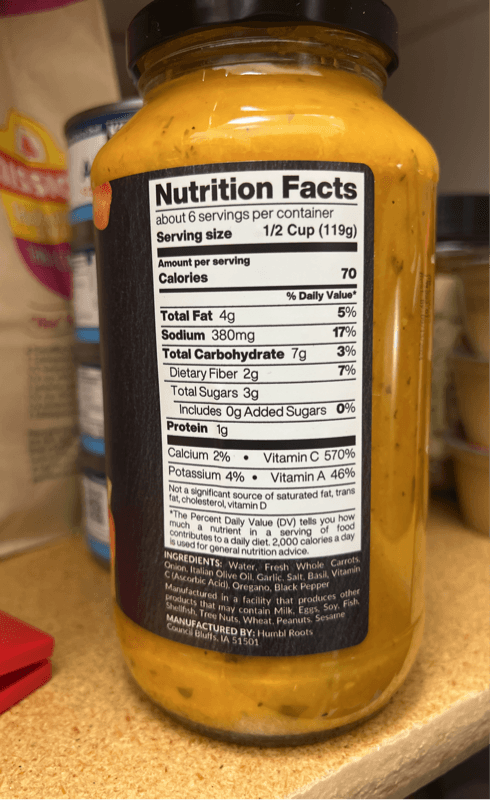 Nutrition Facts
about 6 servings per container
Serving size 1/2 Cup (119g)
Amount per serving
Calories 70
% Daily Value*
Total Fat 4g 5%
Sodium 380mg 17%
Total Carbohydrate 7g 3%
Dietary Fiber 2g 7%
Total Sugars 3g
Includes 0g Added Sugars 0%
Protein 1g
Calcium 2% • Vitamin C 570%
Potassium 4% • Vitamin A 46%
Not a significant source of saturated fat, trans
fat, cholesterol, vitamin D
*The Percent Daily Value (DV) tells you how
much a nutrient in a serving of food
contributes to a daily diet. 2,000 calories a day
is used for general nutrition advice.
INGREDIENTS: Water, Fresh Whole Carrots,
Onion, Italian Olive Oil, Garlic, Salt, Basil, Vitamin
C (Ascorbic Acid), Oregano, Black Pepper
Manufactured in a facility that produces other
products that may contain Milk, Eggs, Soy, Fish,
Shellfish, Tree Nuts, Wheat, Peanuts, Sesame
MANUFACTURED BY: Humbl Roots
Council Bluffs, IA 51501